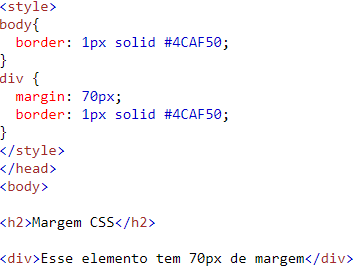 <style>
body{
  border: 1px solid #4CAF50;
}
div {
  margin: 70px;
  border: 1px solid #4CAF50;
}
</style>
</head>
<body>

<h2>Margem CSS</h2>

<div>Esse elemento tem 70px de margem</div>